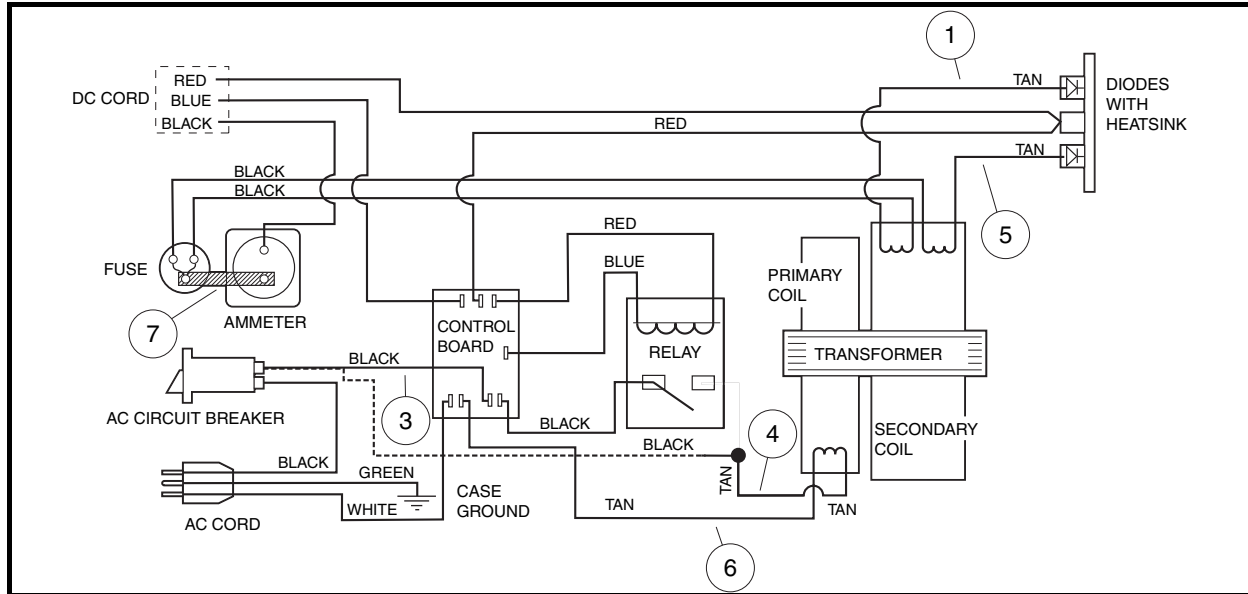 1
TAN
DIODES
WITH
HEATSINK
DC CORD
RED
BLUE
BLACK
RED
TAN
BLACK
BLACK
5
RED
FUSE
BLUE
PRIMARY
COIL
7
AMMETER
CONTROL
BOARD
RELAY
TRANSFORMER
BLACK
AC CIRCUIT BREAKER
3
BLACK
4
SECONDARY
COIL
BLACK
BLACK
GREEN
TAN
CASE
GROUND
WHITE
TAN
TAN
AC CORD
6